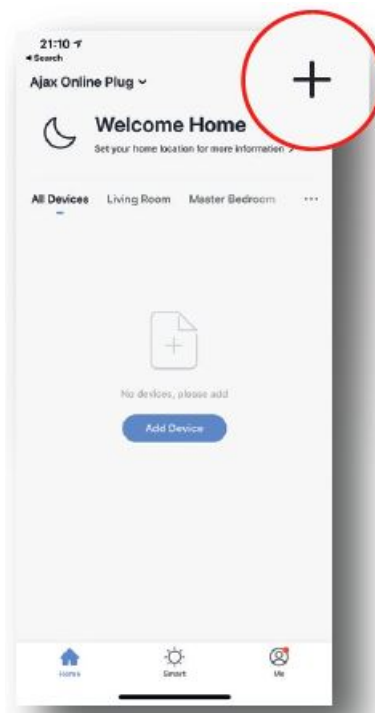 21:10
Search
Ajax Online Plug
Welcome Home
Set your home location for more information >
All Devices Living Room Master Bedroom ...
No devices, please add
Add Device
Home Smart Me